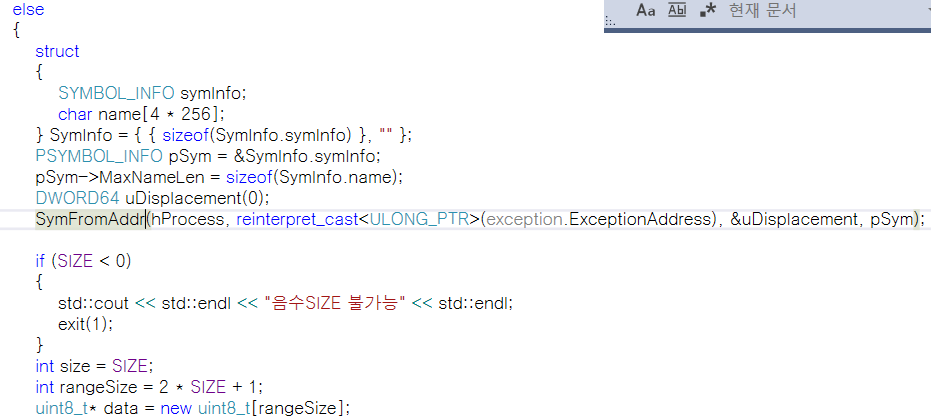 else
Aa Abl .* 현재 문서
{
struct
{
SYMBOL_INFO symInfo;
char name[4 * 256];
} SymInfo = { { sizeof(SymInfo.symInfo) }, "" };
PSYMBOL_INFO pSym = &SymInfo.symInfo;
pSym->MaxNameLen = sizeof(SymInfo.name);
DWORD64 uDisplacement(0);
SymFromAddr(hProcess, reinterpret_cast<ULONG_PTR>(exception.ExceptionAddress), &uDisplacement, pSym);
if (SIZE < 0)
{
std::cout << std::endl << "음수SIZE 불가능" << std::endl;
exit(1);
}
int size = SIZE;
int rangeSize = 2 * SIZE + 1;
uint8_t* data = new uint8_t[rangeSize];